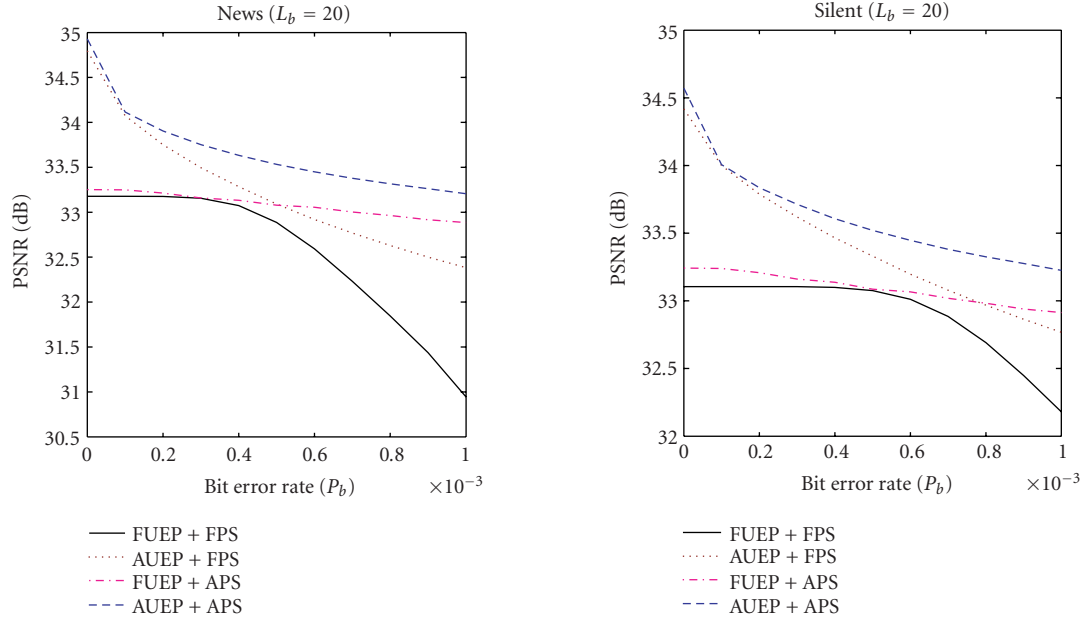 News (L_b = 20)
35
34.5
34
33.5
33
32.5
32
31.5
31
30.5
PSNR (dB)
0
0.2
0.4
0.6
0.8
1
×10⁻³
Bit error rate (P_b)
FUEP + FPS
AUEP + FPS
FUEP + APS
AUEP + APS
Silent (L_b = 20)
35
34.5
34
33.5
33
32.5
32
PSNR (dB)
0
0.2
0.4
0.6
0.8
1
×10⁻³
Bit error rate (P_b)
FUEP + FPS
AUEP + FPS
FUEP + APS
AUEP + APS